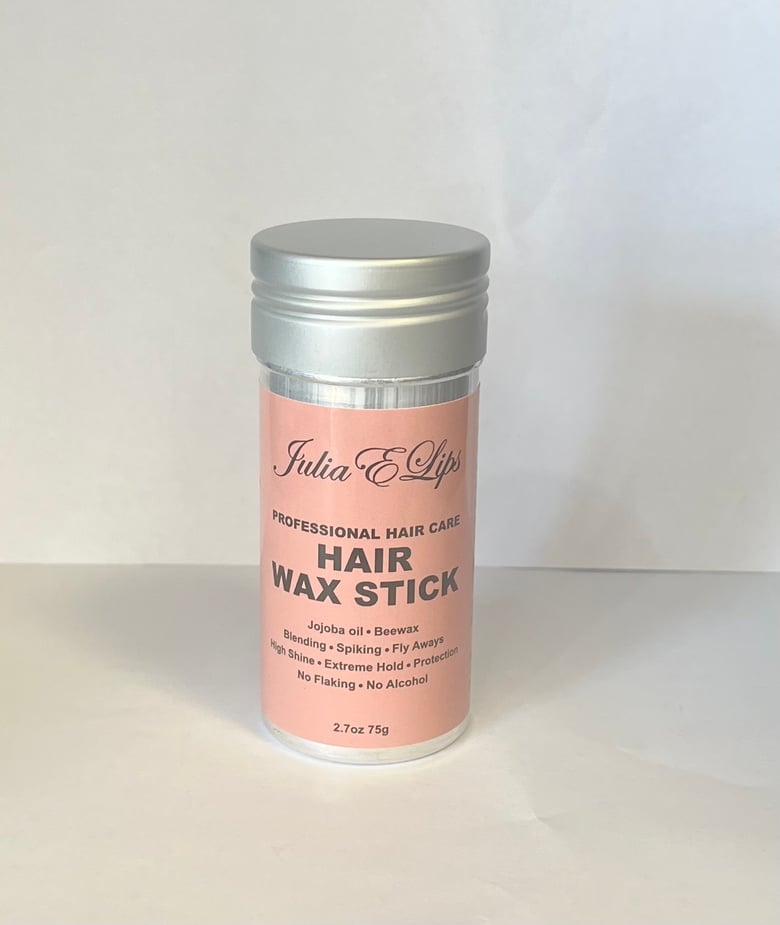 Julia E Lips
PROFESSIONAL HAIR CARE
HAIR
WAX STICK
Jojoba oil • Beewax
Blending • Spiking • Fly Aways
High Shine • Extreme Hold • Protection
No Flaking • No Alcohol
2.7oz 75g